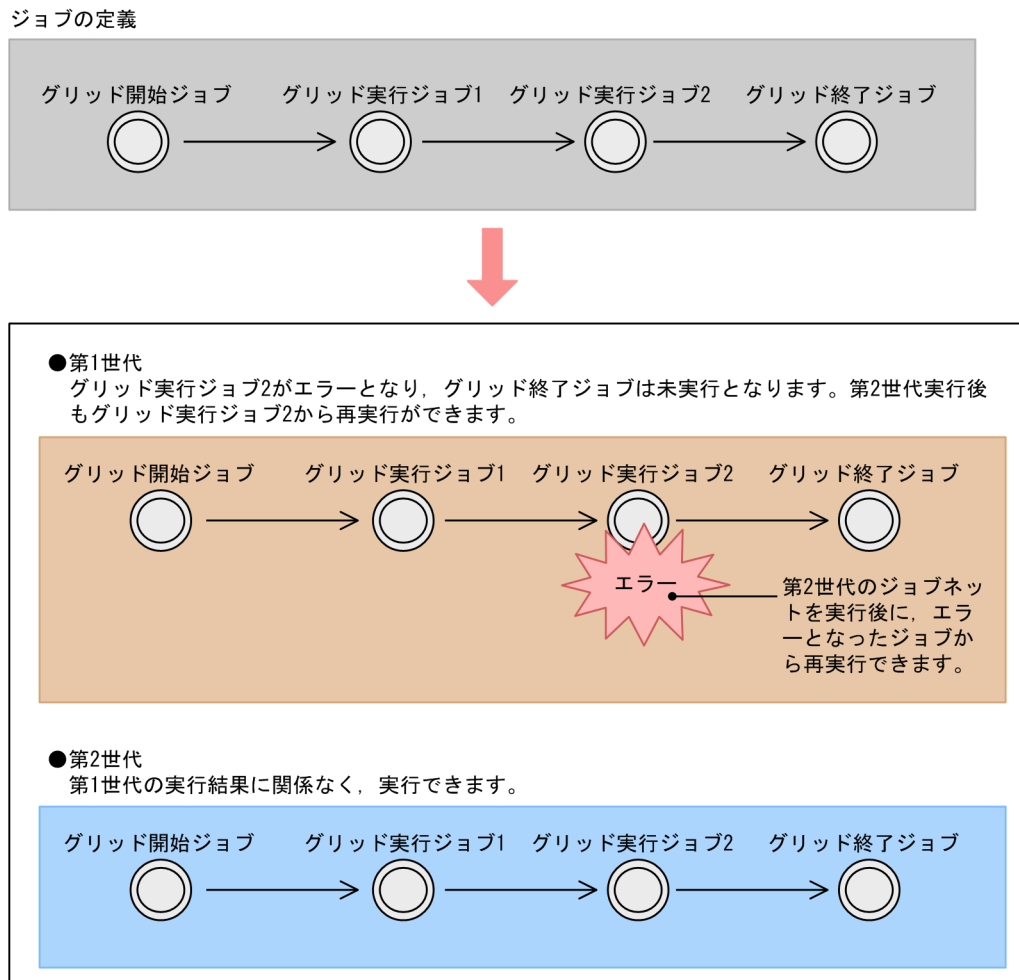 ジョブの定義
グリッド開始ジョブ
グリッド実行ジョブ1
グリッド実行ジョブ2
グリッド終了ジョブ
●第1世代
グリッド実行ジョブ2がエラーとなり，グリッド終了ジョブは未実行となります。第2世代実行後
もグリッド実行ジョブ2から再実行ができます。
グリッド開始ジョブ
グリッド実行ジョブ1
グリッド実行ジョブ2
グリッド終了ジョブ
エラー
第2世代のジョブネッ
トを実行後に，エラ
ーとなったジョブか
ら再実行できます。
●第2世代
第1世代の実行結果に関係なく，実行できます。
グリッド開始ジョブ
グリッド実行ジョブ1
グリッド実行ジョブ2
グリッド終了ジョブ